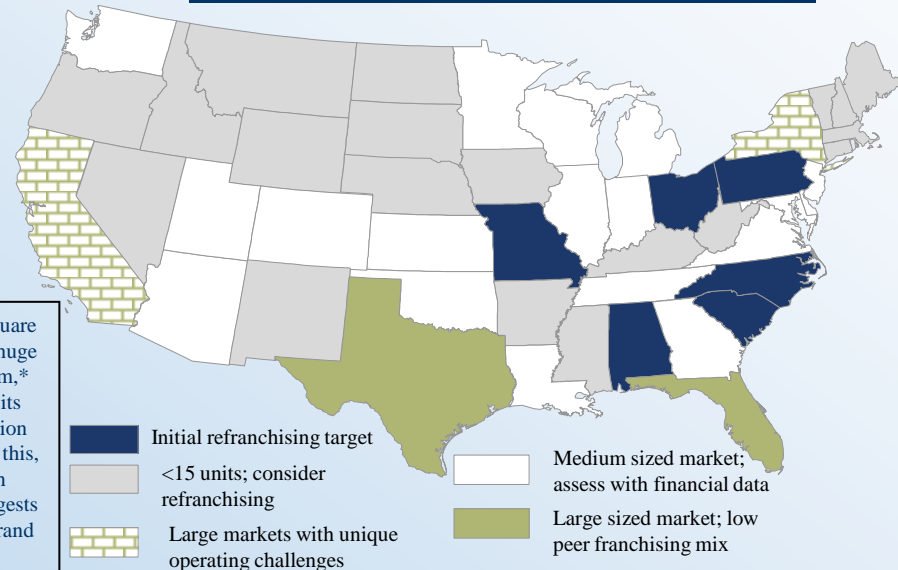 quare
huge
m,*
its
ion
this,
n
gests
rand
Initial refranchising target
<15 units; consider
refranchising
Large markets with unique
operating challenges
Medium sized market;
assess with financial data
Large sized market; low
peer franchising mix